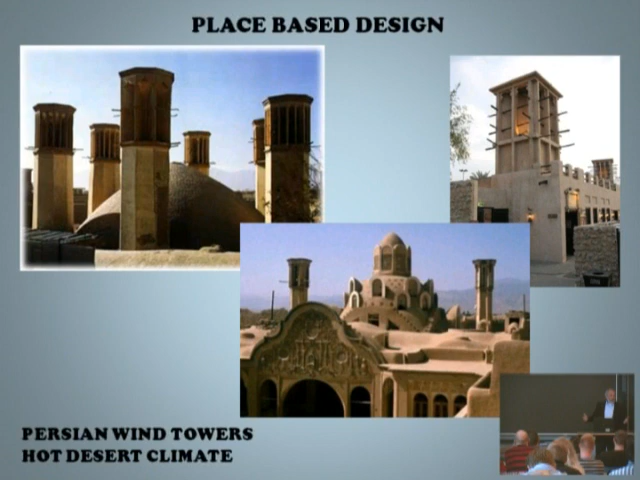 PLACE BASED DESIGN
PERSIAN WIND TOWERS
HOT DESERT CLIMATE